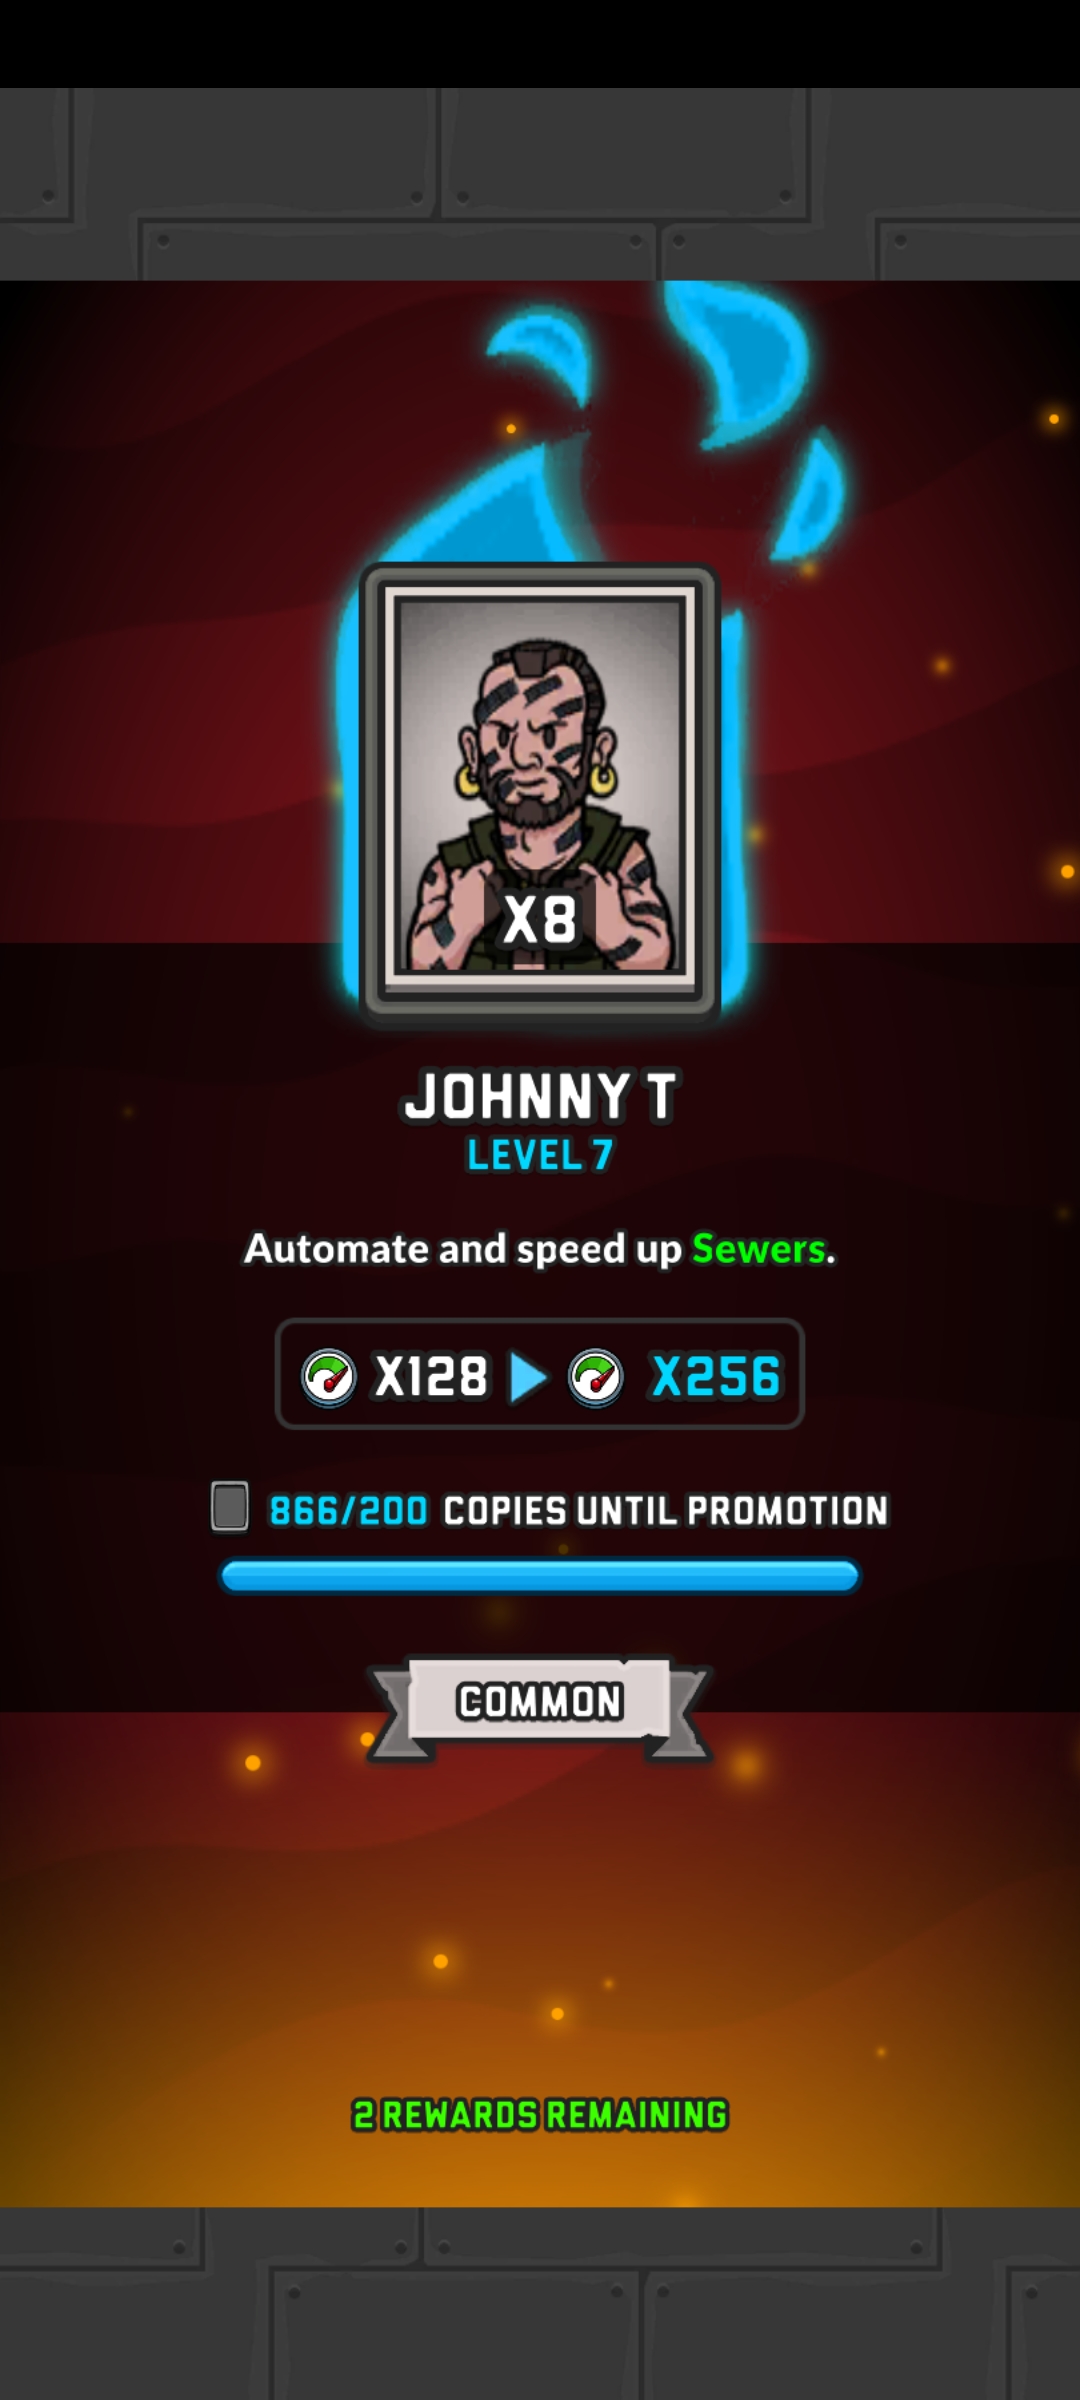 X8
JOHNNY T
LEVEL 7
Automate and speed up Sewers.
X128 X256
866/200 COPIES UNTIL PROMOTION
COMMON
2 REWARDS REMAINING